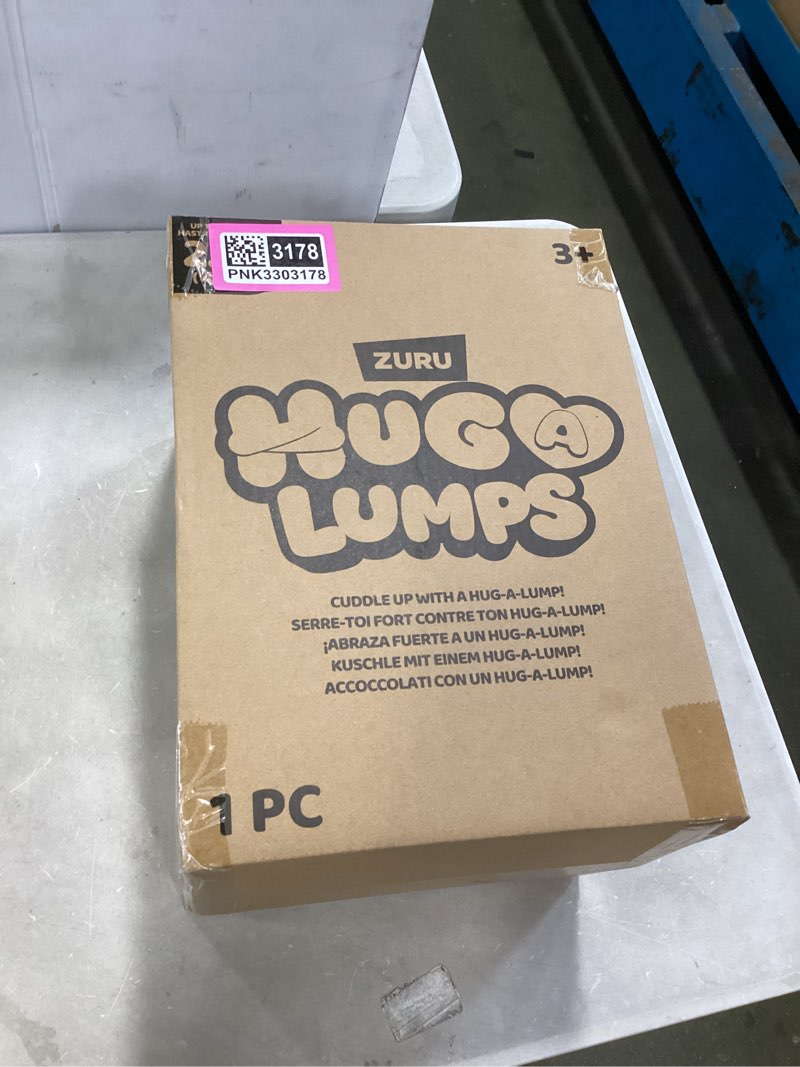 3178
PNK3303178
3+
ZURU
HUG A
LUMPS
CUDDLE UP WITH A HUG-A-LUMP!
SERRE-TOI FORT CONTRE TON HUG-A-LUMP!
¡ABRAZA FUERTE A UN HUG-A-LUMP!
KUSCHLE MIT EINEM HUG-A-LUMP!
ACCOCCOLATI CON UN HUG-A-LUMP!
1 PC